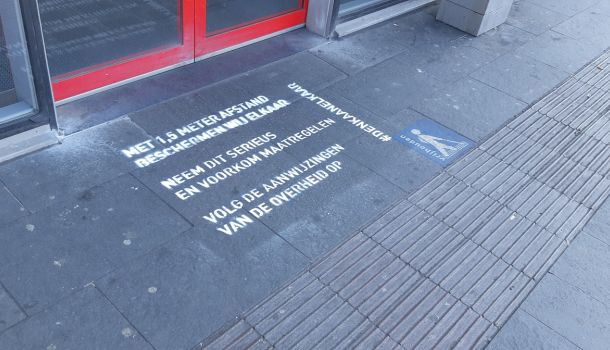 MET 1,5 METER AFSTAND
BESCHERMEN WIJ ELKAAR
NEEM DIT SERIEUS
EN VOORKOM MAATREGELEN
VOLG DE AANWIJZINGEN
VAN DE OVERHEID OP
#DENKAANELKAAR
vrijhouden